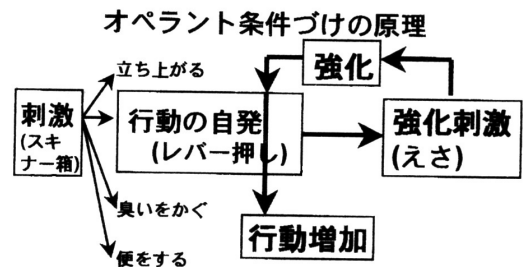 オペラント条件づけの原理
強化
立ち上がる
刺激
(スキ
ナー箱)
行動の自発
(レバー押し)
強化刺激
(えさ)
臭いをかぐ
行動増加
便をする